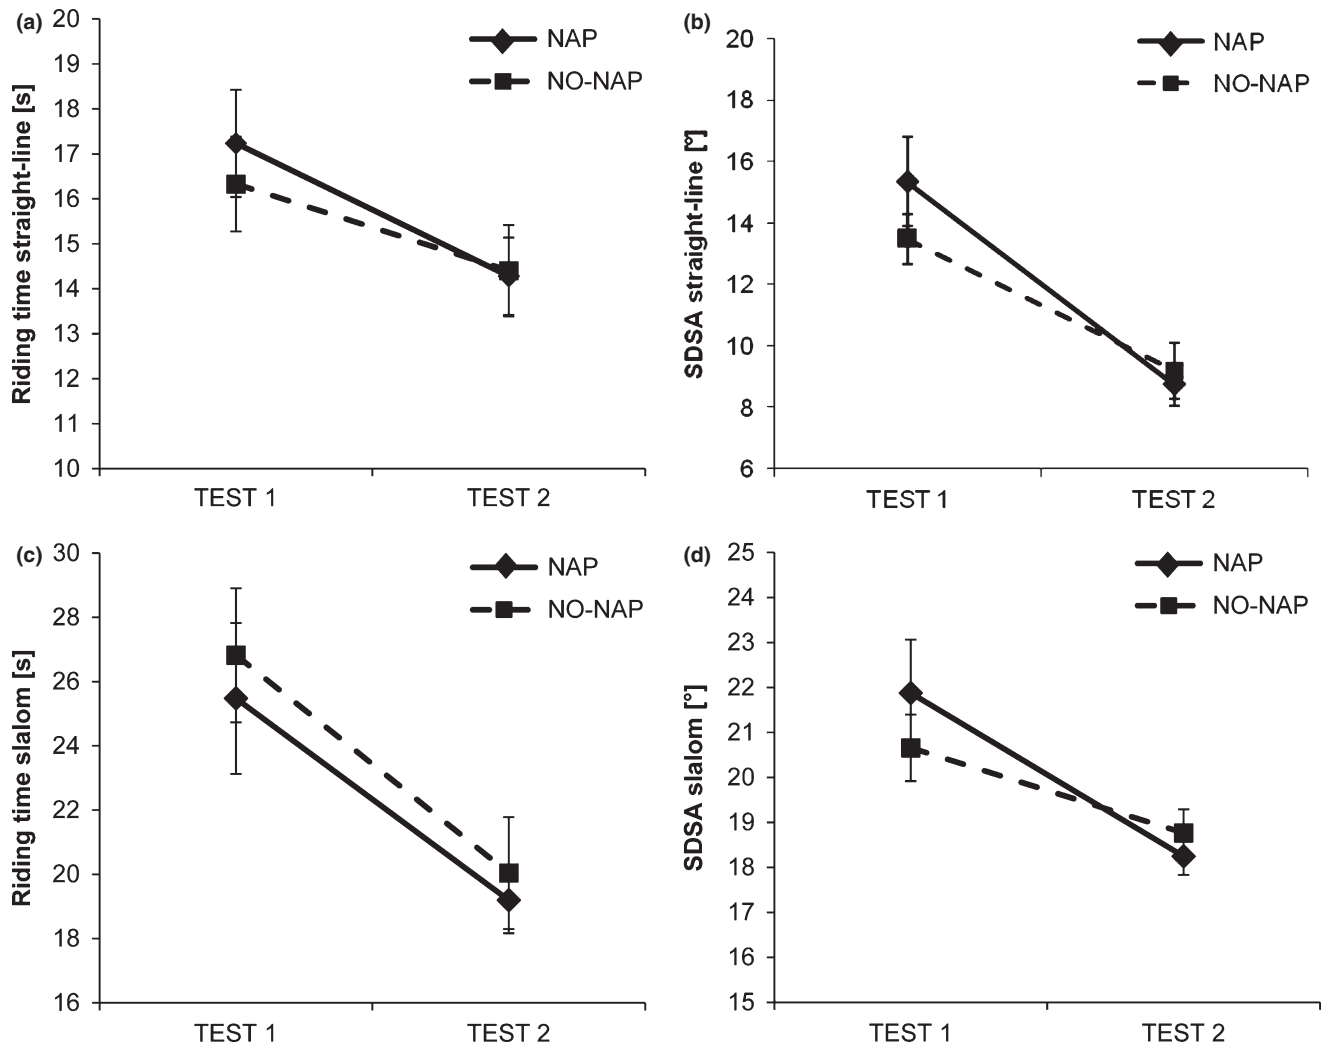 (a)
Riding time straight-line [s]
20
19
18
17
16
15
14
13
12
11
10
NAP
NO-NAP
TEST 1 TEST 2
(b)
SDSA straight-line [°]
20
18
16
14
12
10
8
6
NAP
NO-NAP
TEST 1 TEST 2
(c)
Riding time slalom [s]
30
28
26
24
22
20
18
16
NAP
NO-NAP
TEST 1 TEST 2
(d)
SDSA slalom [°]
25
24
23
22
21
20
19
18
17
16
15
NAP
NO-NAP
TEST 1 TEST 2